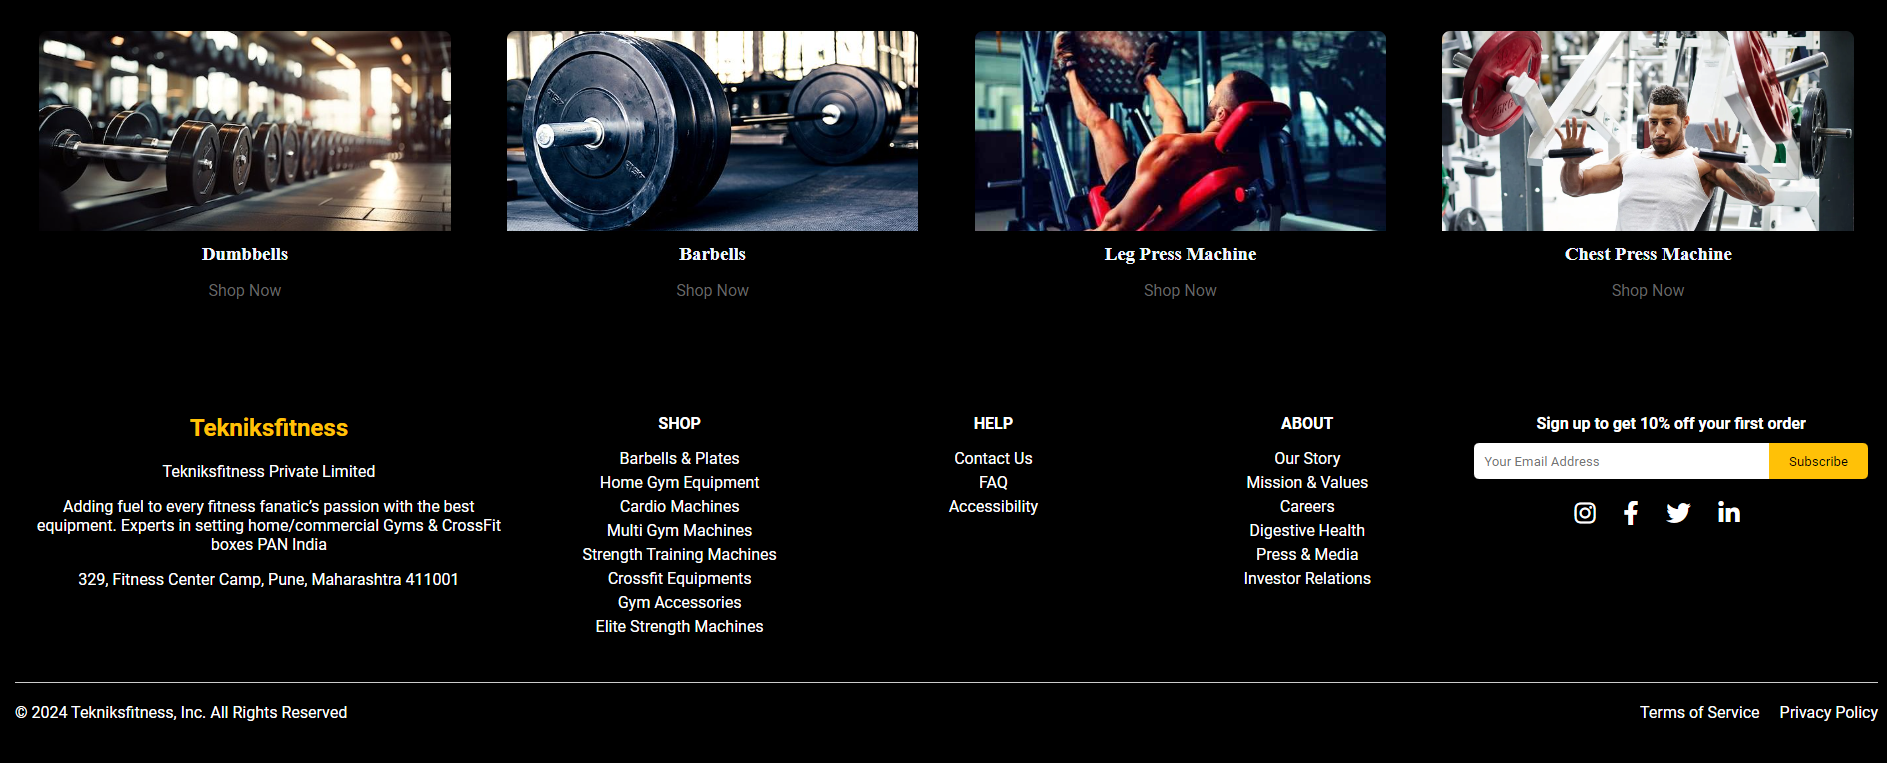 Dumbbells
Shop Now
Barbells
Shop Now
Leg Press Machine
Shop Now
Chest Press Machine
Shop Now
Tekniksfitness
Tekniksfitness Private Limited
Adding fuel to every fitness fanatic’s passion with the best
equipment. Experts in setting home/commercial Gyms & CrossFit
boxes PAN India
329, Fitness Center Camp, Pune, Maharashtra 411001
SHOP
Barbells & Plates
Home Gym Equipment
Cardio Machines
Multi Gym Machines
Strength Training Machines
Crossfit Equipments
Gym Accessories
Elite Strength Machines
HELP
Contact Us
FAQ
Accessibility
ABOUT
Our Story
Mission & Values
Careers
Digestive Health
Press & Media
Investor Relations
Sign up to get 10% off your first order
Your Email Address
Subscribe
© 2024 Tekniksfitness, Inc. All Rights Reserved
Terms of Service
Privacy Policy